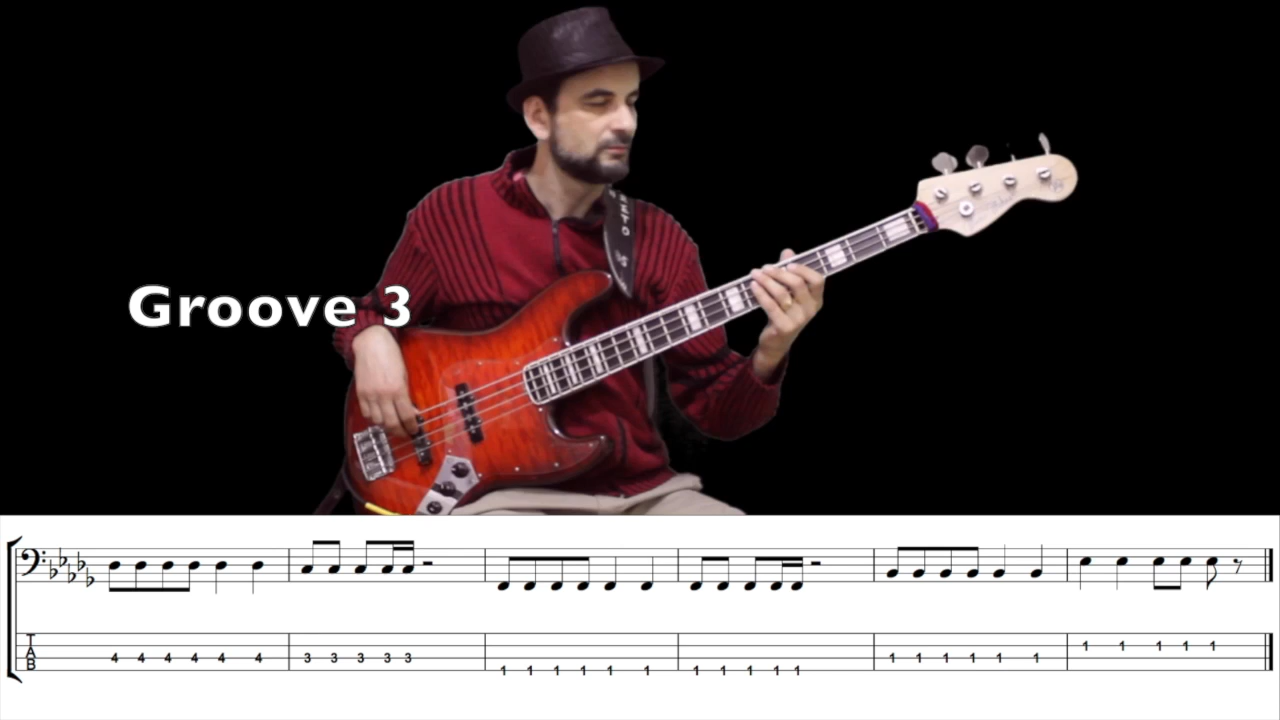 Groove 3
T 4 4 4 4 4 4 3 3 3 3 3 1 1
A 1 1 1 1 1 1 1 1 1
B 1 1 1 1 1 1 1 1 1 1 1